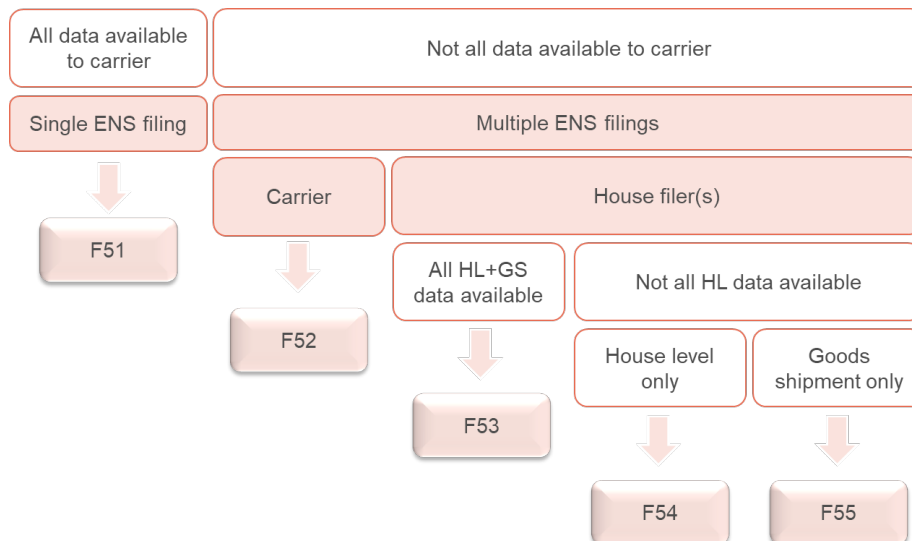 All data available
to carrier
Not all data available to carrier
Single ENS filing
Multiple ENS filings
Carrier
House filer(s)
F51
All HL+GS
data available
Not all HL data available
F52
House level
only
Goods
shipment only
F53
F54
F55